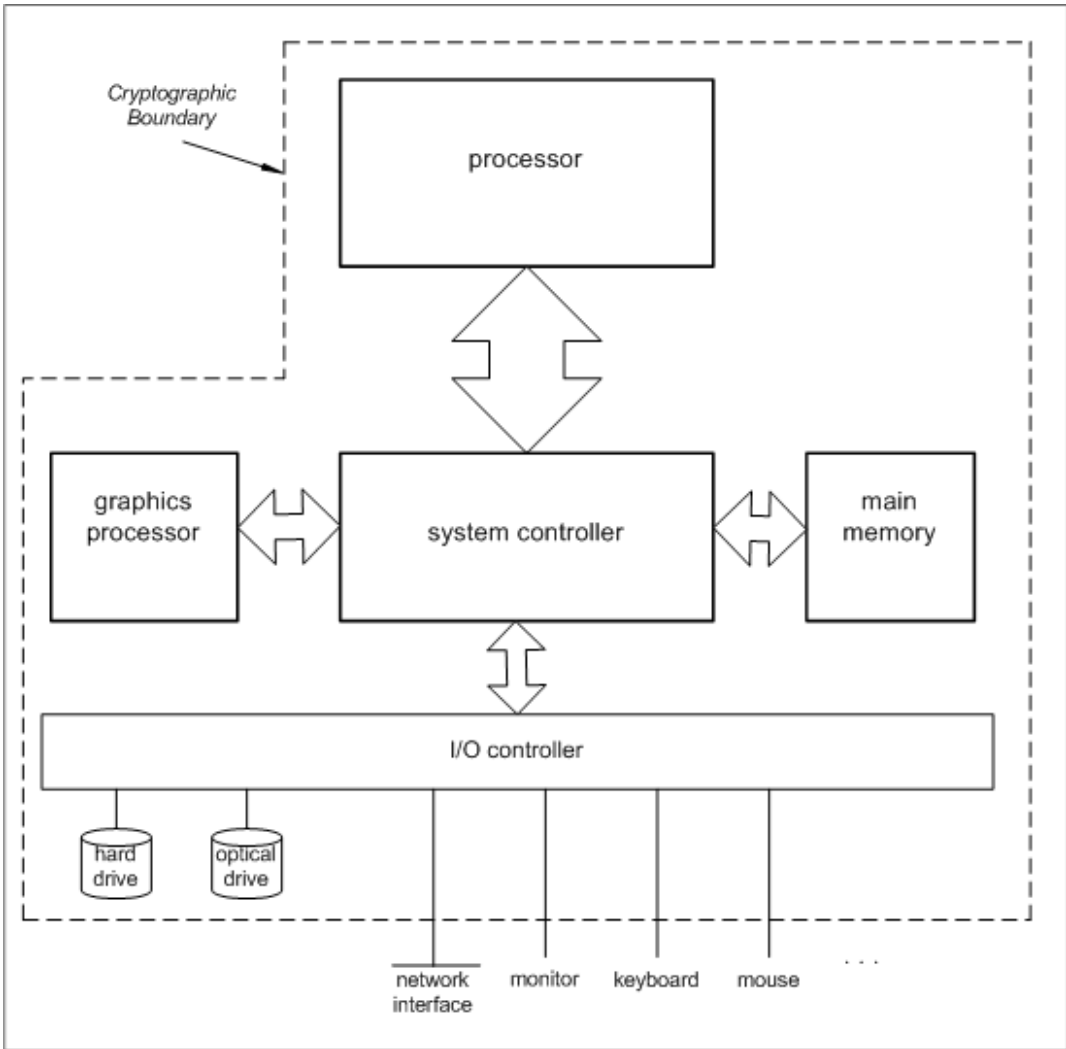 Cryptographic
Boundary
processor
graphics
processor
system controller
main
memory
I/O controller
hard
drive
optical
drive
network
interface
monitor
keyboard
mouse
. . .